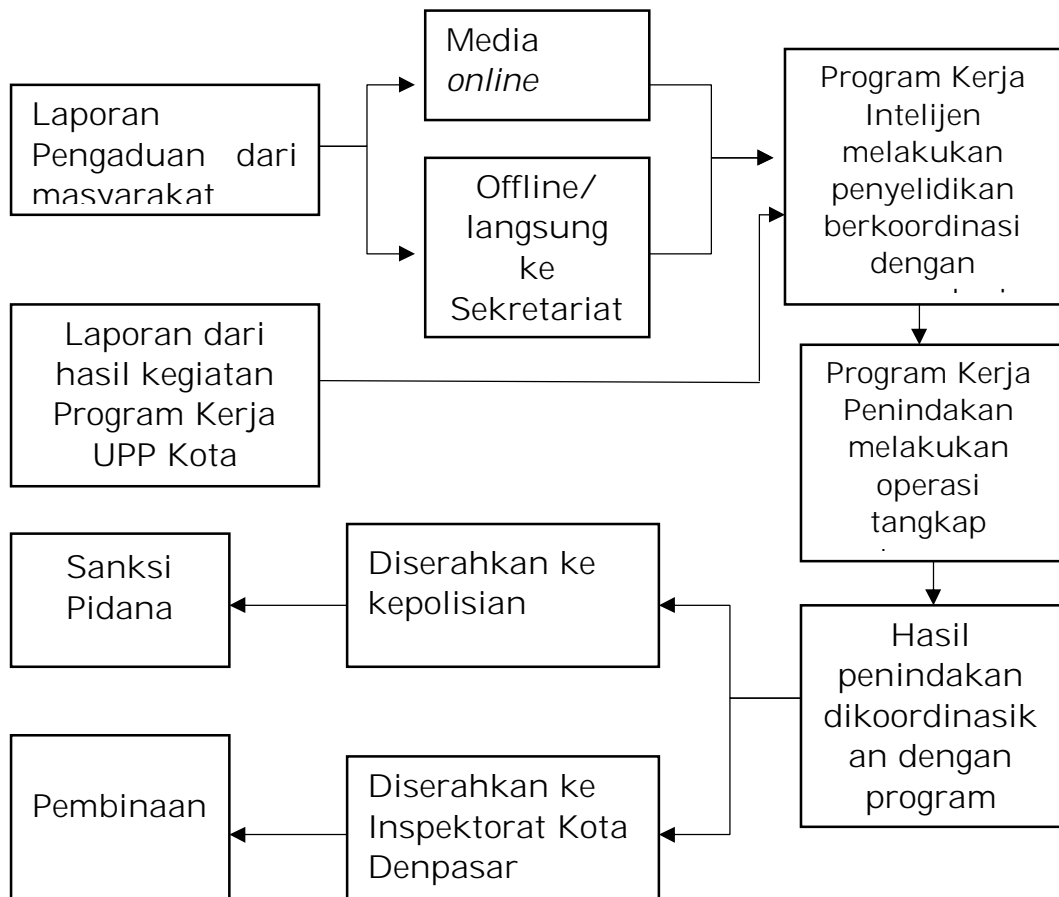 Laporan
Pengaduan dari
masyarakat
Media
online
Offline/
langsung
ke
Sekretariat
Program Kerja
Intelijen
melakukan
penyelidikan
berkoordinasi
dengan
Laporan dari
hasil kegiatan
Program Kerja
UPP Kota
Program Kerja
Penindakan
melakukan
operasi
tangkap
Hasil
penindakan
dikoordinasik
an dengan
program
Diserahkan ke
kepolisian
Sanksi
Pidana
Diserahkan ke
Inspektorat Kota
Denpasar
Pembinaan